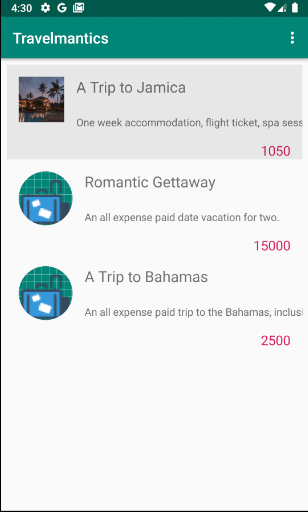 4:30
Travelmantics
A Trip to Jamica
One week accommodation, flight ticket, spa sess
1050
Romantic Gettaway
An all expense paid date vacation for two.
15000
A Trip to Bahamas
An all expense paid trip to the Bahamas, inclusi
2500